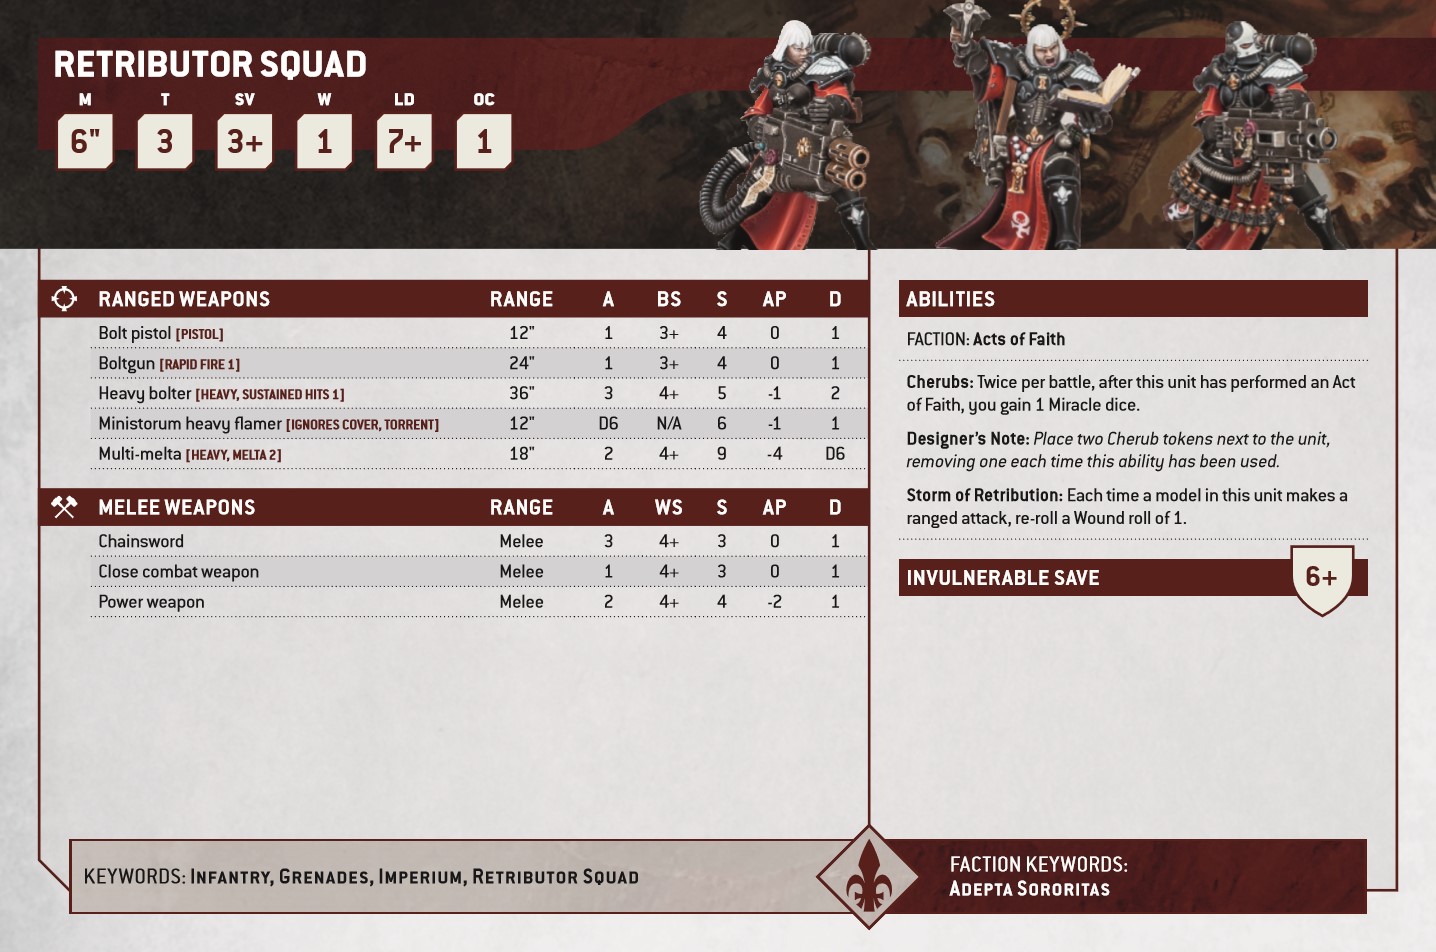 RETRIBUTOR SQUAD
M T SV W LD OC
6" 3 3+ 1 7+ 1
RANGED WEAPONS RANGE A BS S AP D
Bolt pistol [PISTOL] 12" 1 3+ 4 0 1
Boltgun [RAPID FIRE 1] 24" 1 3+ 4 0 1
Heavy bolter [HEAVY, SUSTAINED HITS 1] 36" 3 4+ 5 -1 2
Ministorum heavy flamer [IGNORES COVER, TORRENT] 12" D6 N/A 6 -1 1
Multi-melta [HEAVY, MELTA 2] 18" 2 4+ 9 -4 D6
MELEE WEAPONS RANGE A WS S AP D
Chainsword Melee 3 4+ 3 0 1
Close combat weapon Melee 1 4+ 3 0 1
Power weapon Melee 2 4+ 4 -2 1
ABILITIES
FACTION: Acts of Faith
Cherubs: Twice per battle, after this unit has performed an Act
of Faith, you gain 1 Miracle dice.
Designer's Note: Place two Cherub tokens next to the unit,
removing one each time this ability has been used.
Storm of Retribution: Each time a model in this unit makes a
ranged attack, re-roll a Wound roll of 1.
INVULNERABLE SAVE 6+
KEYWORDS: INFANTRY, GRENADES, IMPERIUM, RETRIBUTOR SQUAD
FACTION KEYWORDS:
ADEPTA SORORITAS